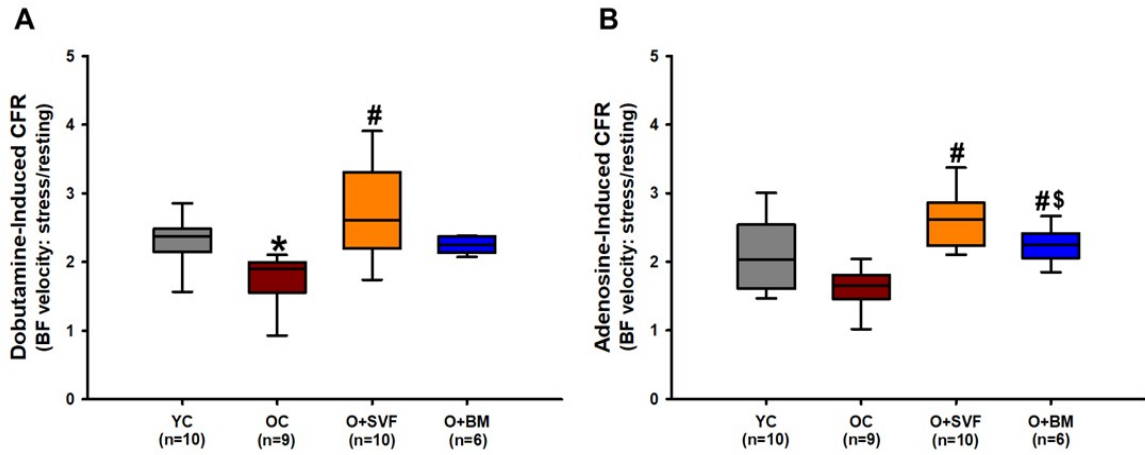 A
Dobutamine-Induced CFR
(BF velocity: stress/resting)
5
4
3
2
1
0
*
#
YC
(n=10)
OC
(n=9)
O+SVF
(n=10)
O+BM
(n=6)
B
Adenosine-Induced CFR
(BF velocity: stress/resting)
5
4
3
2
1
0
#
#$
YC
(n=10)
OC
(n=9)
O+SVF
(n=10)
O+BM
(n=6)